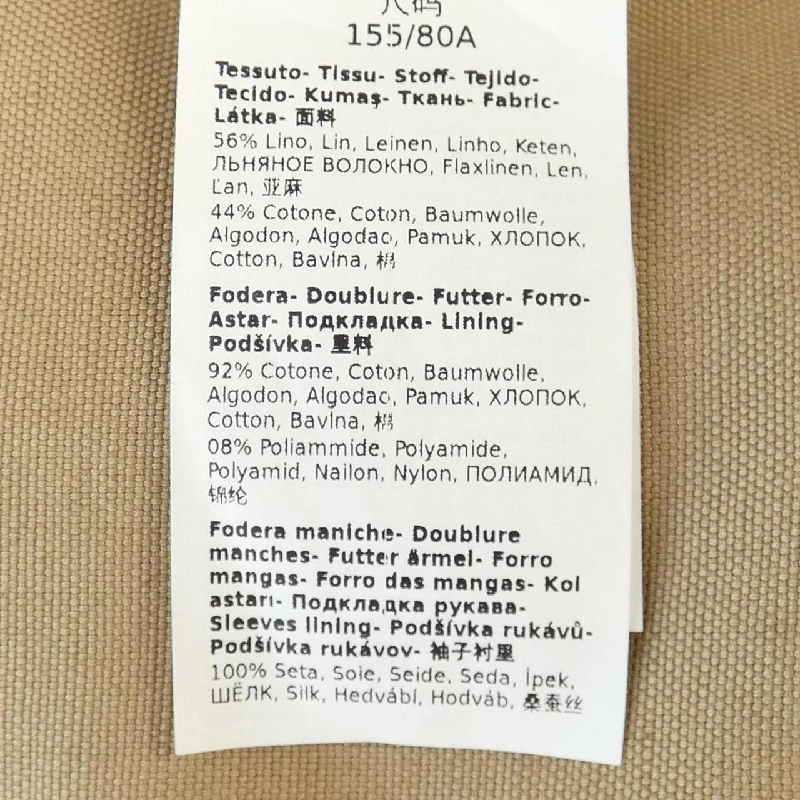 尺码
155/80A
Tessuto- Tissu- Stoff- Tejido-
Tecido- Kumaş- Ткань- Fabric-
Látka- 面料
56% Lino, Lin, Leinen, Linho, Keten,
ЛЬНЯНОЕ ВОЛОКНО, Flaxlinen, Len,
Ľan, 亚麻
44% Cotone, Coton, Baumwolle,
Algodon, Algodao, Pamuk, ХЛОПОК,
Cotton, Bavlna, 棉
Fodera- Doublure- Futter- Forro-
Astar- Подкладка- Lining-
Podšívka- 里料
92% Cotone, Coton, Baumwolle,
Algodon, Algodao, Pamuk, ХЛОПОК,
Cotton, Bavlna, 棉
08% Poliammide, Polyamide,
Polyamid, Nailon, Nylon, ПОЛИАМИД,
锦纶
Fodera maniche- Doublure
manches- Futter ärmel- Forro
mangas- Forro das mangas- Kol
astarı- Подкладка рукава-
Sleeves lining- Podšívka rukávů-
Podšívka rukávov- 袖子衬里
100% Seta, Soie, Seide, Seda, İpek,
ШЁЛК, Silk, Hedvábí, Hodváb, 桑蚕丝